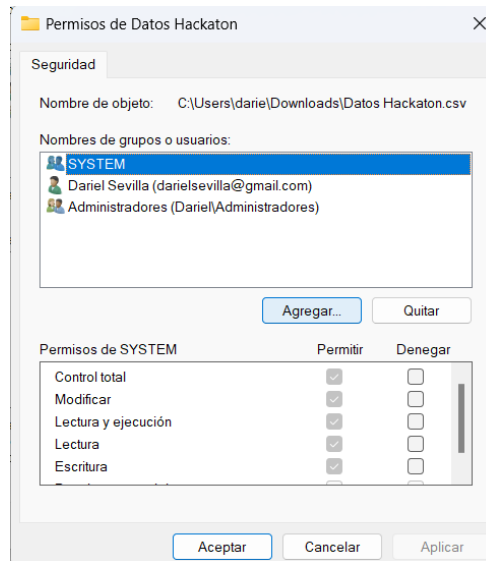 Permisos de Datos Hackaton
Seguridad
Nombre de objeto: C:\Users\darie\Downloads\Datos Hackaton.csv
Nombres de grupos o usuarios:
SYSTEM
Dariel Sevilla (darielsevilla@gmail.com)
Administradores (Dariel\Administradores)
Agregar... Quitar
Permisos de SYSTEM Permitir Denegar
Control total
Modificar
Lectura y ejecución
Lectura
Escritura
Aceptar Cancelar Aplicar